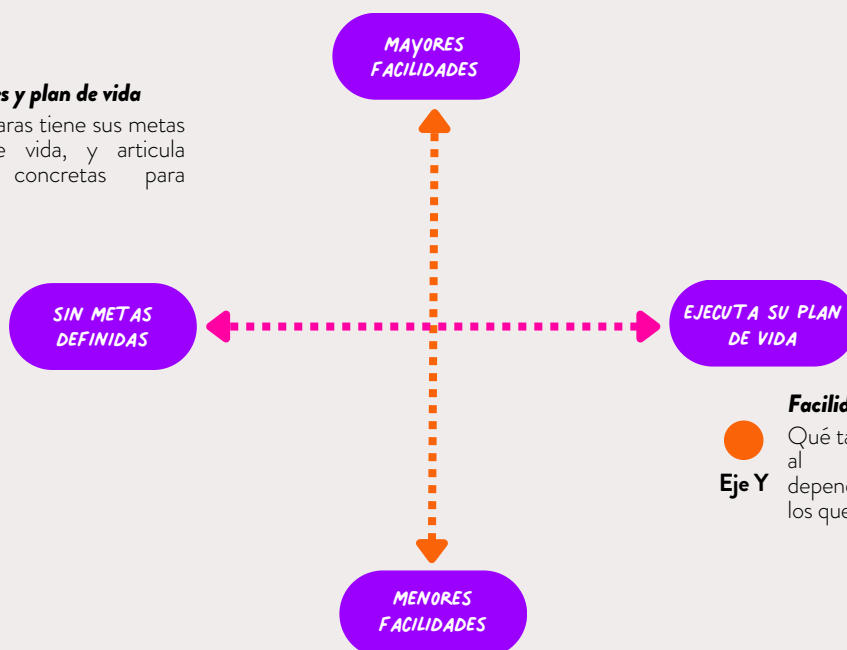 MAYORES
FACILIDADES
es y plan de vida
aras tiene sus metas
e vida, y articula
concretas para
SIN METAS
DEFINIDAS
EJECUTA SU PLAN
DE VIDA
Facilid
Qué ta
al
Eje Y
depend
los que
MENORES
FACILIDADES